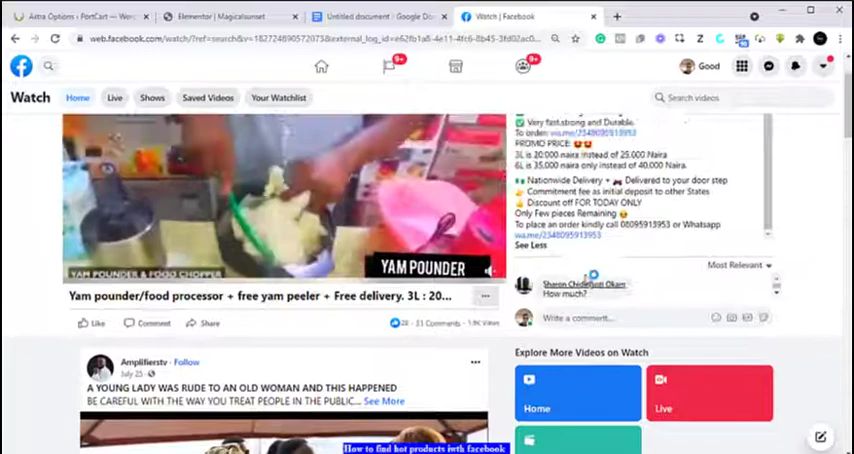 Astra Options ‹ PortCart — Word
Elementor | Magicalsunset
Untitled document - Google Do
Watch | Facebook
web.facebook.com/watch/?ref=search&v=
9+
9+
Good
Watch
Home
Live
Shows
Saved Videos
Your Watchlist
Search videos
YAM POUNDER & FOOD CHOPPER
YAM POUNDER
Very fast,strong and Durable.
To order: wa.me/2348095913953
PROMO PRICE:
3L is 20.000 naira instead of 25.000 Naira
6L is 35,000 naira only instead of 40.000 Naira.
Nationwide Delivery + Delivered to your door step
Commitment fee as initial deposit to other States
Discount off FOR TODAY ONLY
Only Few pieces Remaining
To place an order kindly call 08095913953 or Whatsapp
wa.me/2348095913953
See Less
Most Relevant
How much?
Write a comment...
Yam pounder/food processor + free yam peeler + Free delivery. 3L : 20...
Like
Comment
Share
28 · 33 Comments · 1.9K Views
Amplifierstv · Follow
July 25
A YOUNG LADY WAS RUDE TO AN OLD WOMAN AND THIS HAPPENED
BE CAREFUL WITH THE WAY YOU TREAT PEOPLE IN THE PUBLIC... See More
Explore More Videos on Watch
Home
Live
How to find hot products iwth facebook